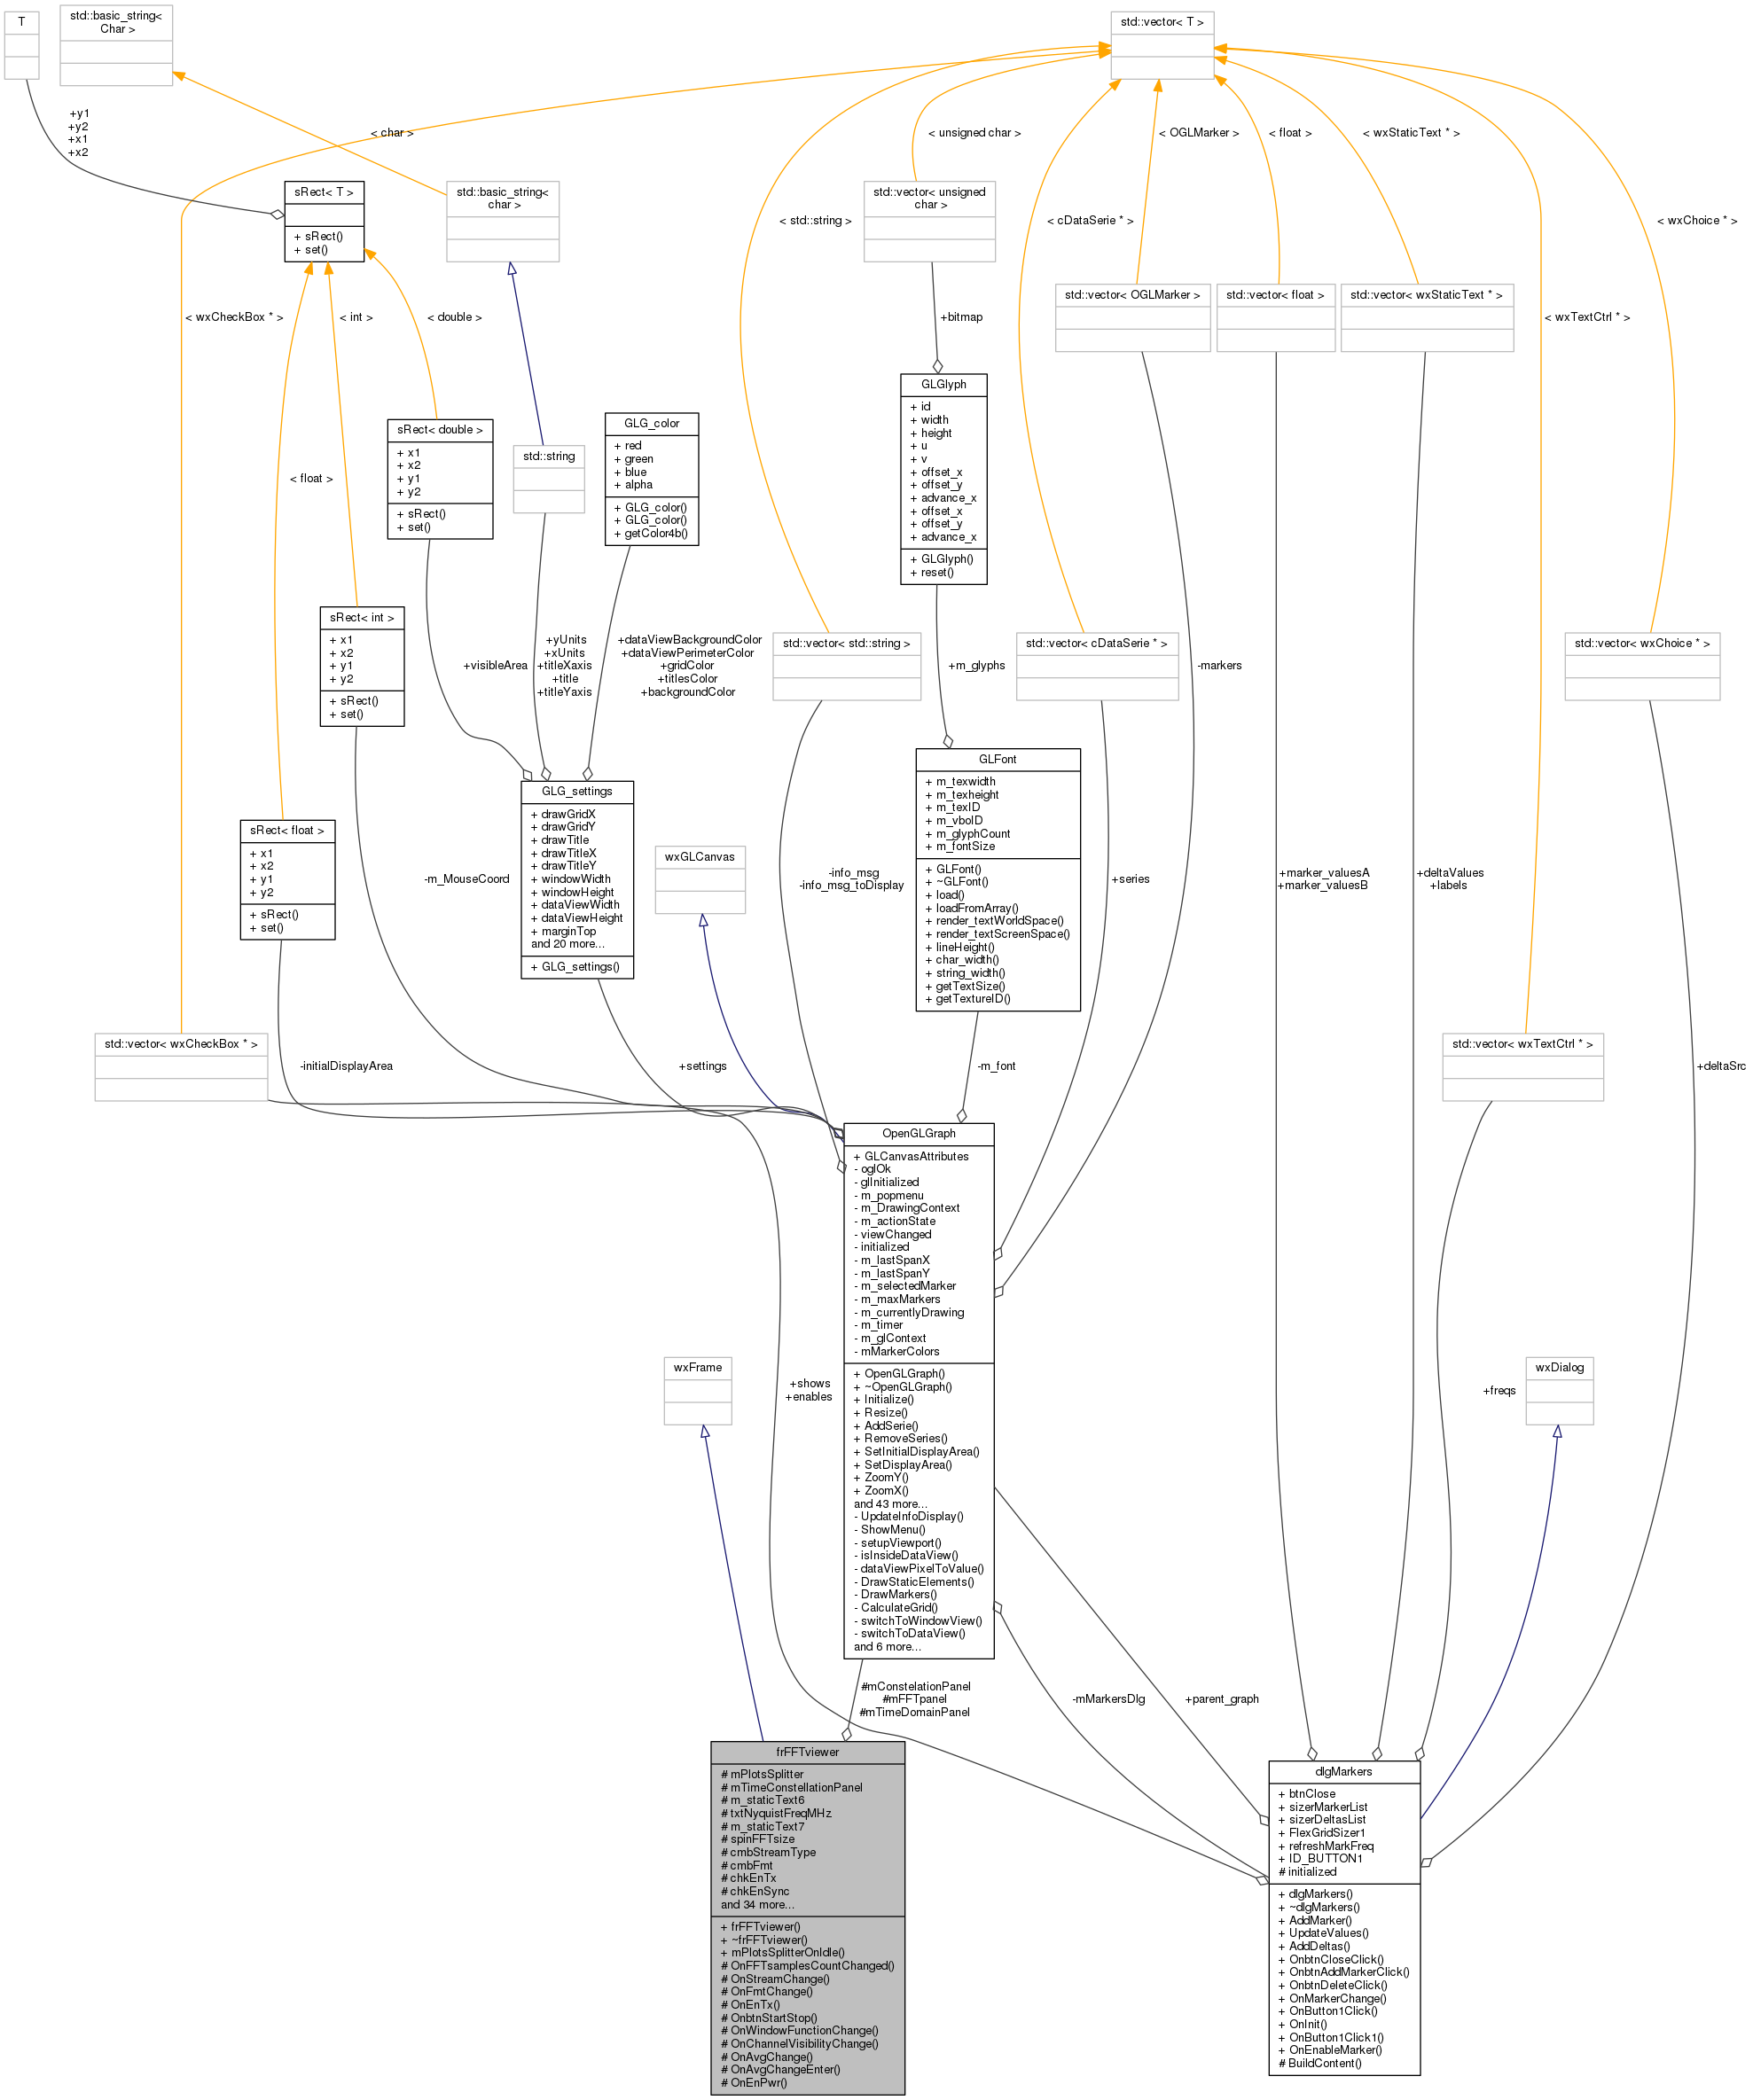 T
std::basic_string<
Char >
std::vector< T >
+y1
+y2
+x1
+x2
< char >
< unsigned char >
< OGLMarker >
< float >
< wxStaticText * >
sRect< T >
+ sRect()
+ set()
std::basic_string<
char >
std::vector< unsigned
char >
< std::string >
< cDataSerie * >
< wxChoice * >
std::vector< OGLMarker >
std::vector< float >
std::vector< wxStaticText * >
< wxCheckBox * >
< int >
< double >
+bitmap
< wxTextCtrl * >
GLGlyph
+ id
+ width
+ height
+ u
+ v
+ offset_x
+ offset_y
+ advance_x
+ offset_x
+ offset_y
+ advance_x
+ GLGlyph()
+ reset()
sRect< double >
+ x1
+ x2
+ y1
+ y2
+ sRect()
+ set()
std::string
GLG_color
+ red
+ green
+ blue
+ alpha
+ GLG_color()
+ GLG_color()
+ getColor4b()
< float >
sRect< int >
+ x1
+ x2
+ y1
+ y2
+ sRect()
+ set()
+visibleArea
+yUnits
+xUnits
+titleXaxis
+title
+titleYaxis
+dataViewBackgroundColor
+dataViewPerimeterColor
+gridColor
+titlesColor
+backgroundColor
std::vector< std::string >
+m_glyphs
std::vector< cDataSerie * >
-markers
std::vector< wxChoice * >
sRect< float >
+ x1
+ x2
+ y1
+ y2
+ sRect()
+ set()
-m_MouseCoord
GLG_settings
+ drawGridX
+ drawGridY
+ drawTitle
+ drawTitleX
+ drawTitleY
+ windowWidth
+ windowHeight
+ dataViewWidth
+ dataViewHeight
+ marginTop
and 20 more...
+ GLG_settings()
wxGLCanvas
-info_msg
-info_msg_toDisplay
GLFont
+ m_texwidth
+ m_texheight
+ m_texID
+ m_vboID
+ m_glyphCount
+ m_fontSize
+ GLFont()
+ ~GLFont()
+ load()
+ loadFromArray()
+ render_textWorldSpace()
+ render_textScreenSpace()
+ lineHeight()
+ char_width()
+ string_width()
+ getTextSize()
+ getTextureID()
+series
+marker_valuesA
+marker_valuesB
+deltaValues
+labels
std::vector< wxCheckBox * >
-initialDisplayArea
+settings
-m_font
std::vector< wxTextCtrl * >
+deltaSrc
OpenGLGraph
+ GLCanvasAttributes
- oglOk
- glInitialized
- m_popmenu
- m_DrawingContext
- m_actionState
- viewChanged
- initialized
- m_lastSpanX
- m_lastSpanY
- m_selectedMarker
- m_maxMarkers
- m_currentlyDrawing
- m_timer
- m_glContext
- mMarkerColors
+ OpenGLGraph()
+ ~OpenGLGraph()
+ Initialize()
+ Resize()
+ AddSerie()
+ RemoveSeries()
+ SetInitialDisplayArea()
+ SetDisplayArea()
+ ZoomY()
+ ZoomX()
and 43 more...
- UpdateInfoDisplay()
- ShowMenu()
- setupViewport()
- isInsideDataView()
- dataViewPixelToValue()
- DrawStaticElements()
- DrawMarkers()
- CalculateGrid()
- switchToWindowView()
- switchToDataView()
and 6 more...
wxFrame
+shows
+enables
+freqs
wxDialog
#mConstelationPanel
#mFFTpanel
#mTimeDomainPanel
-mMarkersDlg
+parent_graph
frFFTviewer
# mPlotsSplitter
# mTimeConstellationPanel
# m_staticText6
# txtNyquistFreqMHz
# m_staticText7
# spinFFTsize
# cmbStreamType
# cmbFmt
# chkEnTx
# chkEnSync
and 34 more...
+ frFFTviewer()
+ ~frFFTviewer()
+ mPlotsSplitterOnIdle()
# OnFFTsamplesCountChanged()
# OnStreamChange()
# OnFmtChange()
# OnEnTx()
# OnbtnStartStop()
# OnWindowFunctionChange()
# OnChannelVisibilityChange()
# OnAvgChange()
# OnAvgChangeEnter()
# OnEnPwr()
dlgMarkers
+ btnClose
+ sizerMarkerList
+ sizerDeltasList
+ FlexGridSizer1
+ refreshMarkFreq
+ ID_BUTTON1
# initialized
+ dlgMarkers()
+ ~dlgMarkers()
+ AddMarker()
+ UpdateValues()
+ AddDeltas()
+ OnbtnCloseClick()
+ OnbtnAddMarkerClick()
+ OnbtnDeleteClick()
+ OnMarkerChange()
+ OnButton1Click()
+ OnInit()
+ OnButton1Click1()
+ OnEnableMarker()
# BuildContent()